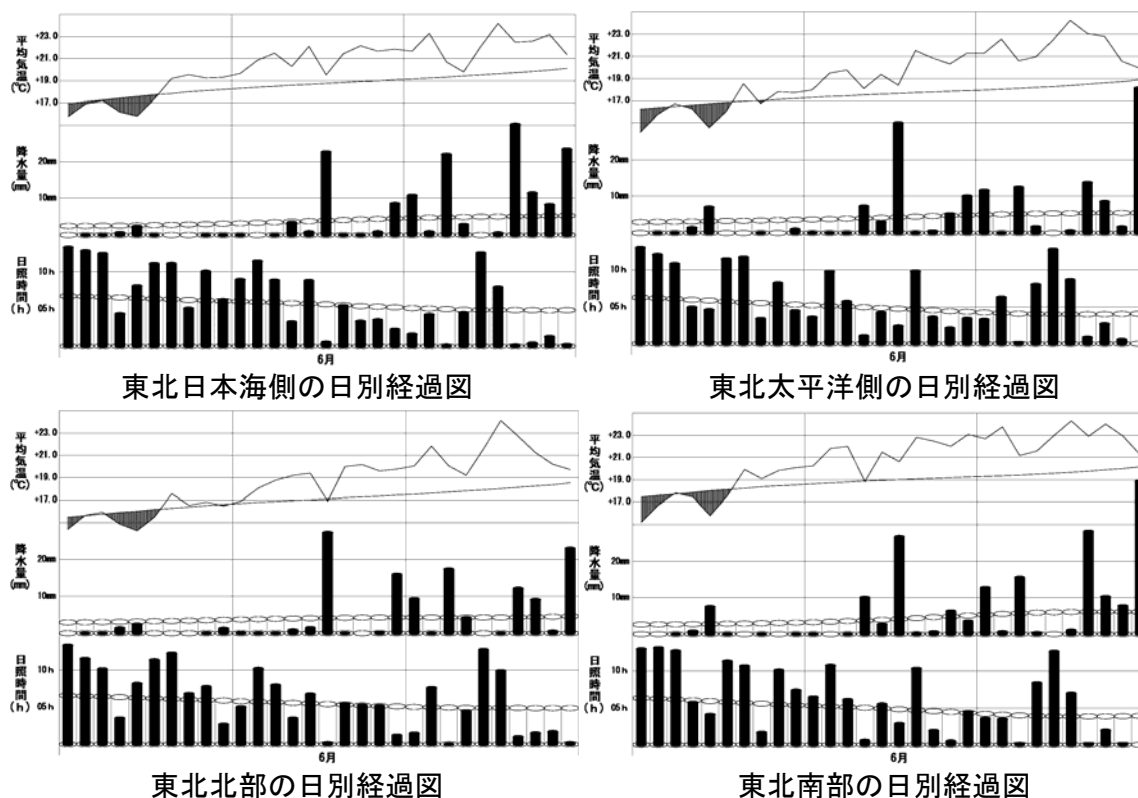 平均気温(℃)
+23.0
+21.0
+19.0
+17.0
降水量(mm)
20mm
10mm
日照時間(h)
10h
05h
6月
東北日本海側の日別経過図
平均気温(℃)
+23.0
+21.0
+19.0
+17.0
降水量(mm)
20mm
10mm
日照時間(h)
10h
05h
6月
東北太平洋側の日別経過図
平均気温(℃)
+23.0
+21.0
+19.0
+17.0
降水量(mm)
20mm
10mm
日照時間(h)
10h
05h
6月
東北北部の日別経過図
平均気温(℃)
+23.0
+21.0
+19.0
+17.0
降水量(mm)
20mm
10mm
日照時間(h)
10h
05h
6月
東北南部の日別経過図